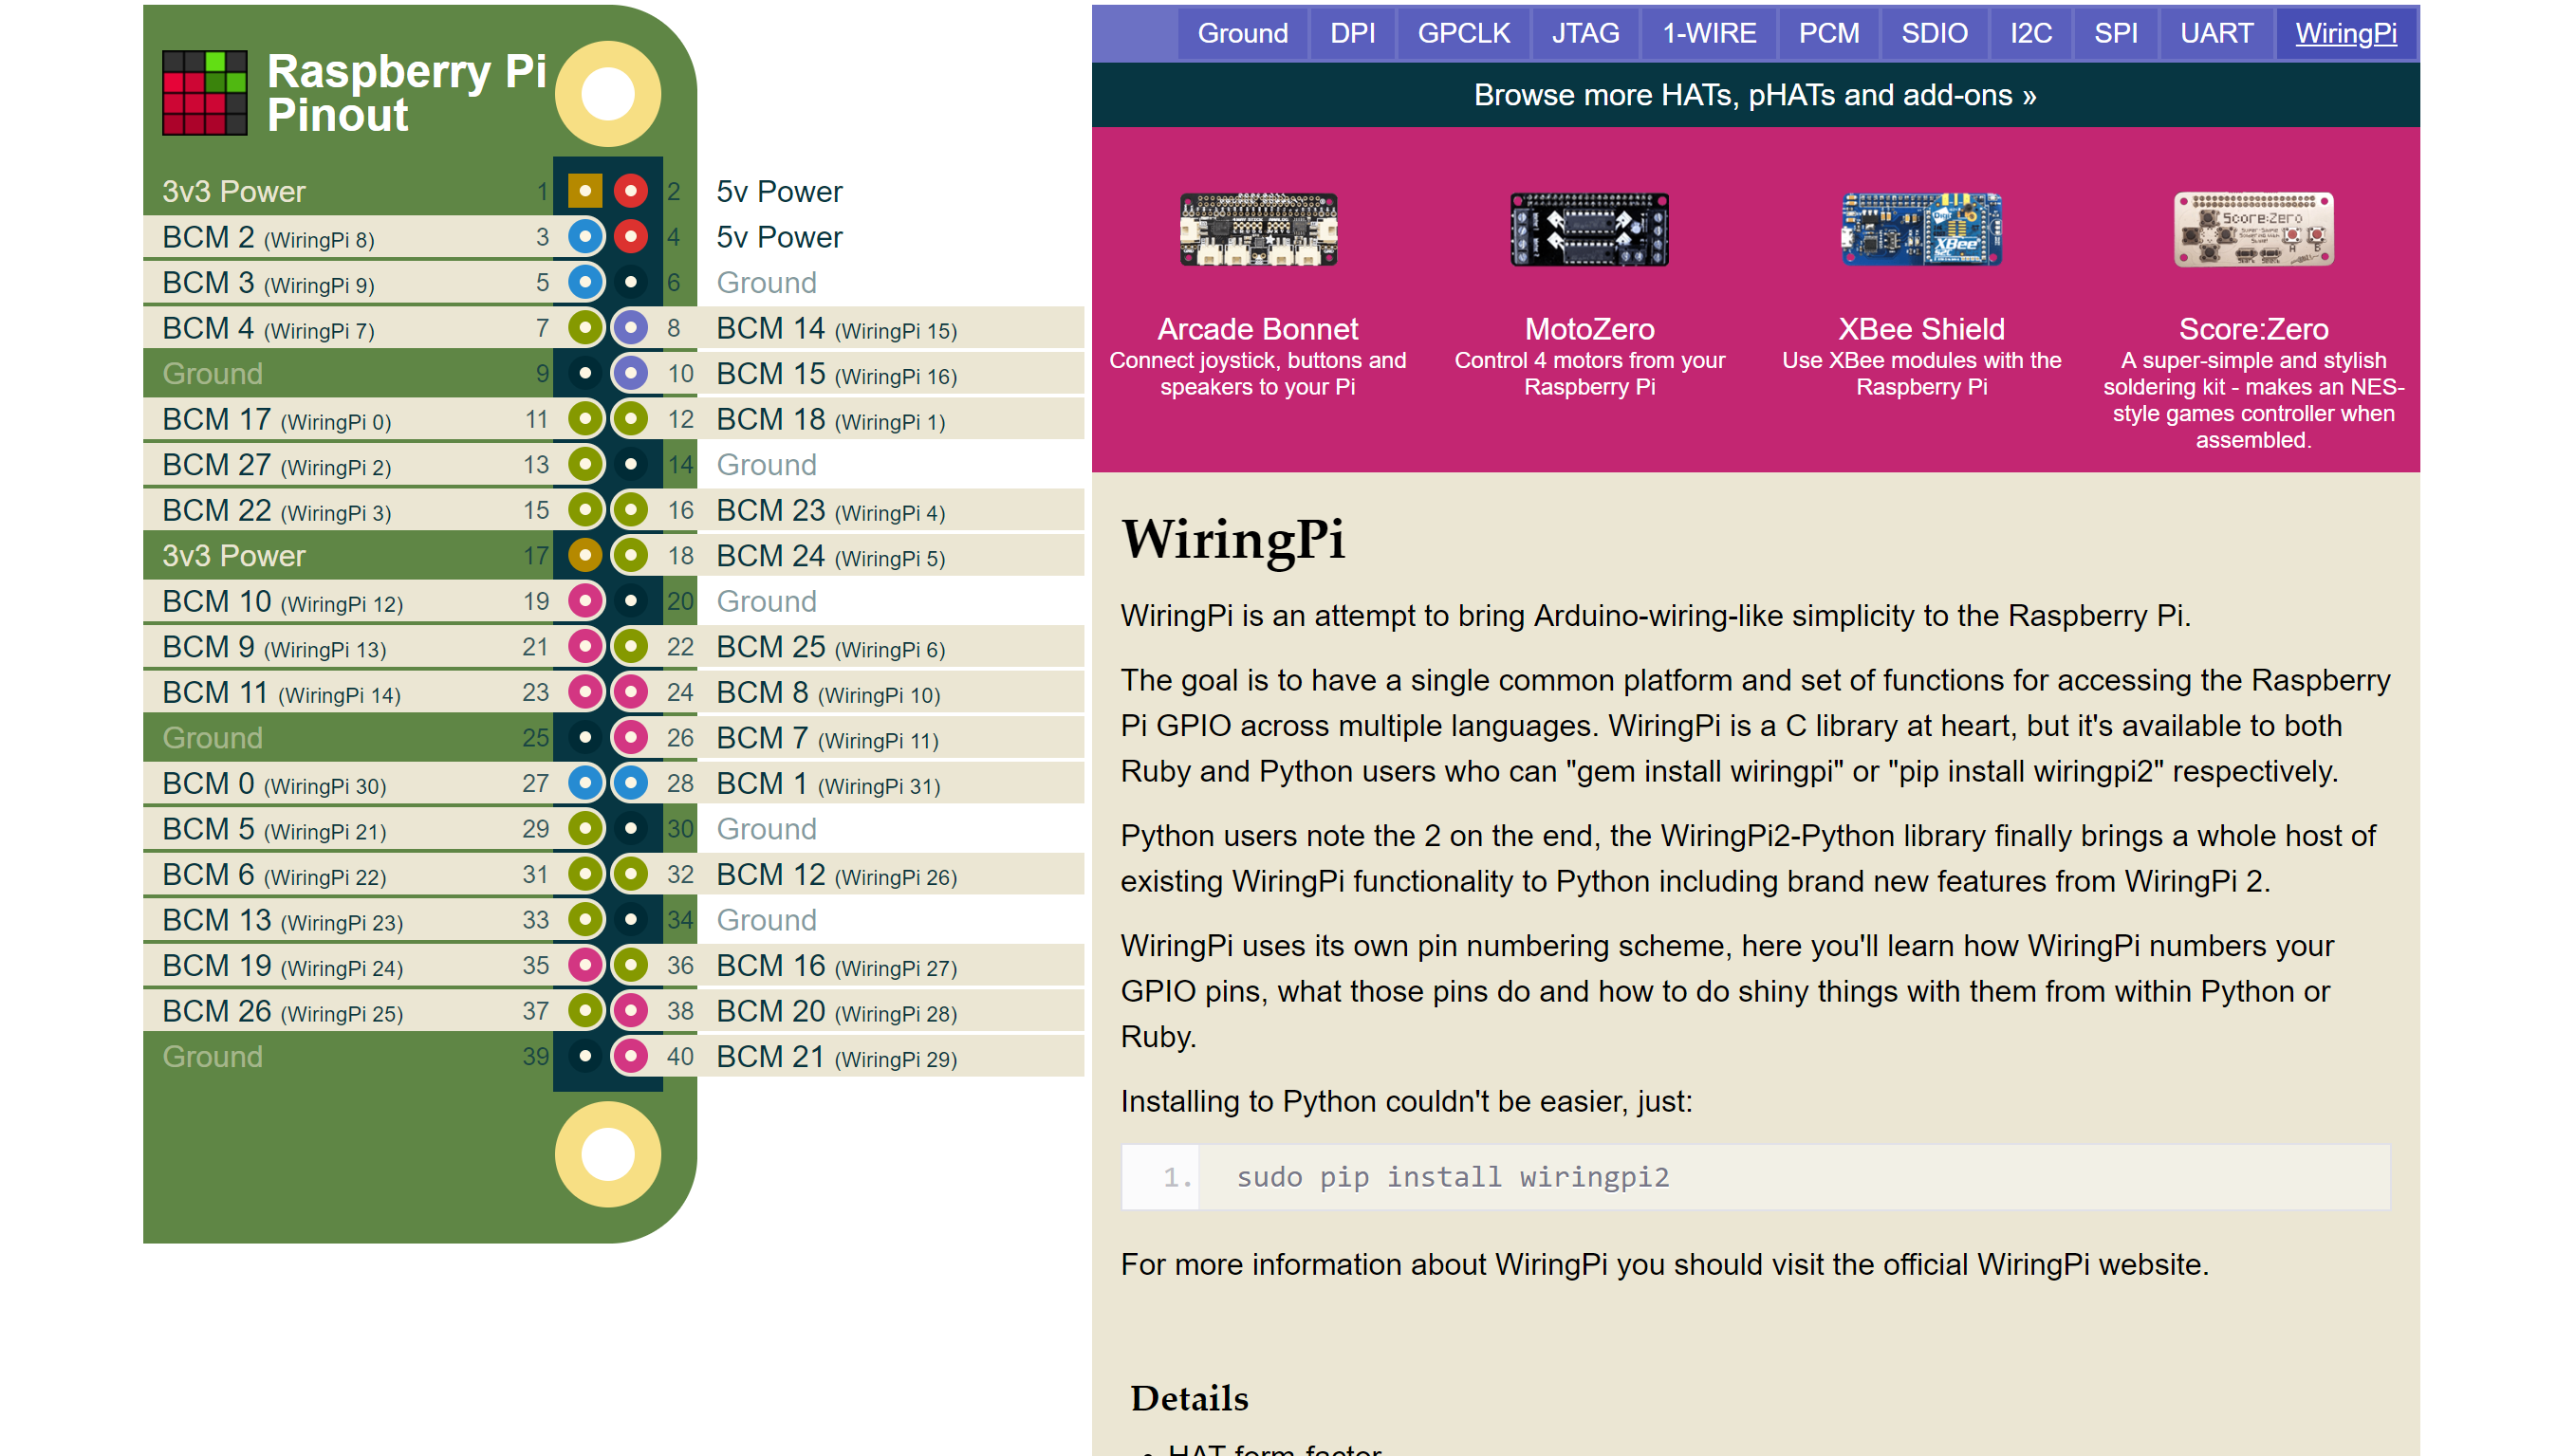 Raspberry Pi
Pinout
3v3 Power 1 2 5v Power
BCM 2 (WiringPi 8) 3 4 5v Power
BCM 3 (WiringPi 9) 5 6 Ground
BCM 4 (WiringPi 7) 7 8 BCM 14 (WiringPi 15)
Ground 9 10 BCM 15 (WiringPi 16)
BCM 17 (WiringPi 0) 11 12 BCM 18 (WiringPi 1)
BCM 27 (WiringPi 2) 13 14 Ground
BCM 22 (WiringPi 3) 15 16 BCM 23 (WiringPi 4)
3v3 Power 17 18 BCM 24 (WiringPi 5)
BCM 10 (WiringPi 12) 19 20 Ground
BCM 9 (WiringPi 13) 21 22 BCM 25 (WiringPi 6)
BCM 11 (WiringPi 14) 23 24 BCM 8 (WiringPi 10)
Ground 25 26 BCM 7 (WiringPi 11)
BCM 0 (WiringPi 30) 27 28 BCM 1 (WiringPi 31)
BCM 5 (WiringPi 21) 29 30 Ground
BCM 6 (WiringPi 22) 31 32 BCM 12 (WiringPi 26)
BCM 13 (WiringPi 23) 33 34 Ground
BCM 19 (WiringPi 24) 35 36 BCM 16 (WiringPi 27)
BCM 26 (WiringPi 25) 37 38 BCM 20 (WiringPi 28)
Ground 39 40 BCM 21 (WiringPi 29)
Ground DPI GPCLK JTAG 1-WIRE PCM SDIO I2C SPI UART WiringPi
Browse more HATs, pHATs and add-ons »
Digi
XBee
Score:Zero
A B
Arcade Bonnet
Connect joystick, buttons and
speakers to your Pi
MotoZero
Control 4 motors from your
Raspberry Pi
XBee Shield
Use XBee modules with the
Raspberry Pi
Score:Zero
A super-simple and stylish
soldering kit - makes an NES-
style games controller when
assembled.
WiringPi
WiringPi is an attempt to bring Arduino-wiring-like simplicity to the Raspberry Pi.
The goal is to have a single common platform and set of functions for accessing the Raspberry
Pi GPIO across multiple languages. WiringPi is a C library at heart, but it's available to both
Ruby and Python users who can "gem install wiringpi" or "pip install wiringpi2" respectively.
Python users note the 2 on the end, the WiringPi2-Python library finally brings a whole host of
existing WiringPi functionality to Python including brand new features from WiringPi 2.
WiringPi uses its own pin numbering scheme, here you'll learn how WiringPi numbers your
GPIO pins, what those pins do and how to do shiny things with them from within Python or
Ruby.
Installing to Python couldn't be easier, just:
1. sudo pip install wiringpi2
For more information about WiringPi you should visit the official WiringPi website.
Details
• HAT form-factor